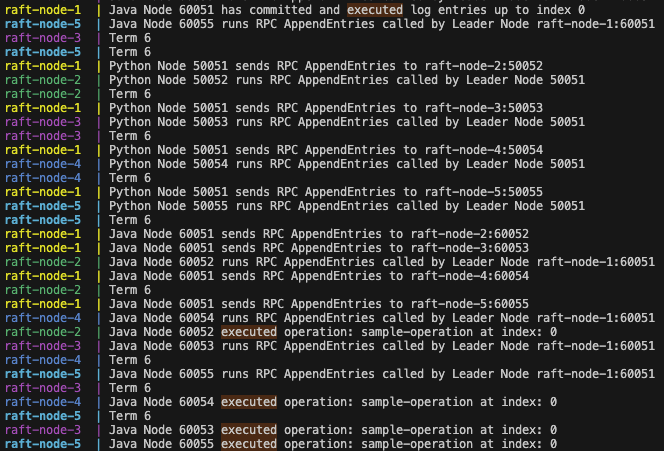 raft-node-1 | Java Node 60051 has committed and executed log entries up to index 0
raft-node-5 | Java Node 60055 runs RPC AppendEntries called by Leader Node raft-node-1:60051
raft-node-3 | Term 6
raft-node-5 | Term 6
raft-node-1 | Python Node 50051 sends RPC AppendEntries to raft-node-2:50052
raft-node-2 | Python Node 50052 runs RPC AppendEntries called by Leader Node 50051
raft-node-2 | Term 6
raft-node-1 | Python Node 50051 sends RPC AppendEntries to raft-node-3:50053
raft-node-3 | Python Node 50053 runs RPC AppendEntries called by Leader Node 50051
raft-node-3 | Term 6
raft-node-1 | Python Node 50051 sends RPC AppendEntries to raft-node-4:50054
raft-node-4 | Python Node 50054 runs RPC AppendEntries called by Leader Node 50051
raft-node-4 | Term 6
raft-node-1 | Python Node 50051 sends RPC AppendEntries to raft-node-5:50055
raft-node-5 | Python Node 50055 runs RPC AppendEntries called by Leader Node 50051
raft-node-5 | Term 6
raft-node-1 | Java Node 60051 sends RPC AppendEntries to raft-node-2:60052
raft-node-1 | Java Node 60051 sends RPC AppendEntries to raft-node-3:60053
raft-node-2 | Java Node 60052 runs RPC AppendEntries called by Leader Node raft-node-1:60051
raft-node-1 | Java Node 60051 sends RPC AppendEntries to raft-node-4:60054
raft-node-2 | Term 6
raft-node-1 | Java Node 60051 sends RPC AppendEntries to raft-node-5:60055
raft-node-4 | Java Node 60054 runs RPC AppendEntries called by Leader Node raft-node-1:60051
raft-node-2 | Java Node 60052 executed operation: sample-operation at index: 0
raft-node-3 | Java Node 60053 runs RPC AppendEntries called by Leader Node raft-node-1:60051
raft-node-4 | Term 6
raft-node-5 | Java Node 60055 runs RPC AppendEntries called by Leader Node raft-node-1:60051
raft-node-3 | Term 6
raft-node-4 | Java Node 60054 executed operation: sample-operation at index: 0
raft-node-5 | Term 6
raft-node-3 | Java Node 60053 executed operation: sample-operation at index: 0
raft-node-5 | Java Node 60055 executed operation: sample-operation at index: 0